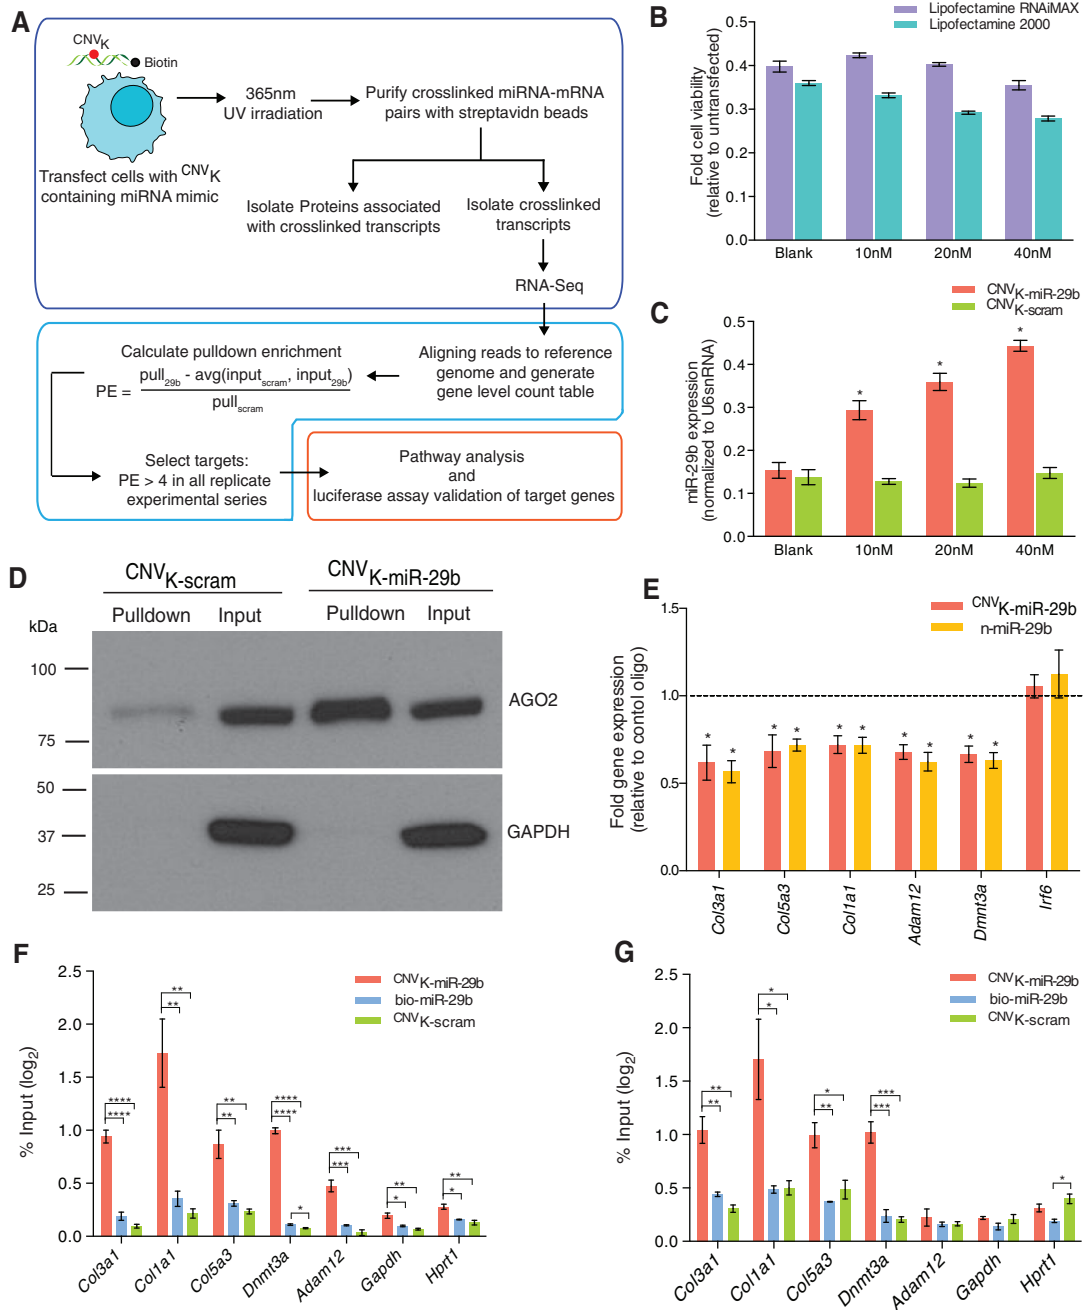 A
CNVK
Biotin
Transfect cells with CNVK
containing miRNA mimic
365nm
UV irradiation
Purify crosslinked miRNA-mRNA
pairs with streptavidn beads
Isolate Proteins associated
with crosslinked transcripts
Isolate crosslinked
transcripts
RNA-Seq
Aligning reads to reference
genome and generate
gene level count table
Calculate pulldown enrichment
PE = pull29b - avg(inputscram, input29b)
pullscram
Select targets:
PE > 4 in all replicate
experimental series
Pathway analysis
and
luciferase assay validation of target genes
B
Lipofectamine RNAiMAX
Lipofectamine 2000
Fold cell viability
(relative to untransfected)
0.5
0.4
0.3
0.2
0.1
0.0
Blank 10nM 20nM 40nM
C
CNVK-miR-29b
CNVK-scram
miR-29b expression
(normalized to U6snRNA)
0.5
0.4
0.3
0.2
0.1
0.0
* * *
Blank 10nM 20nM 40nM
D
CNVK-scram CNVK-miR-29b
Pulldown Input Pulldown Input
kDa
100
75
50
37
25
AGO2
GAPDH
E
CNVK-miR-29b
n-miR-29b
Fold gene expression
(relative to contol oligo)
1.5
1.0
0.5
0.0
* * * * * * * * * *
Col3a1 Col5a3 Col1a1 Adam12 Dmnt3a Irf6
F
CNVK-miR-29b
bio-miR-29b
CNVK-scram
% Input (log2)
2.5
2.0
1.5
1.0
0.5
0.0
**** **** ** ** ** ** **** **** * *** *** ** * ** *
Col3a1 Col1a1 Col5a3 Dnmt3a Adam12 Gapdh Hprt1
G
CNVK-miR-29b
bio-miR-29b
CNVK-scram
% Input (log2)
2.5
2.0
1.5
1.0
0.5
0.0
** ** * * * ** *** *** *
Col3a1 Col1a1 Col5a3 Dnmt3a Adam12 Gapdh Hprt1